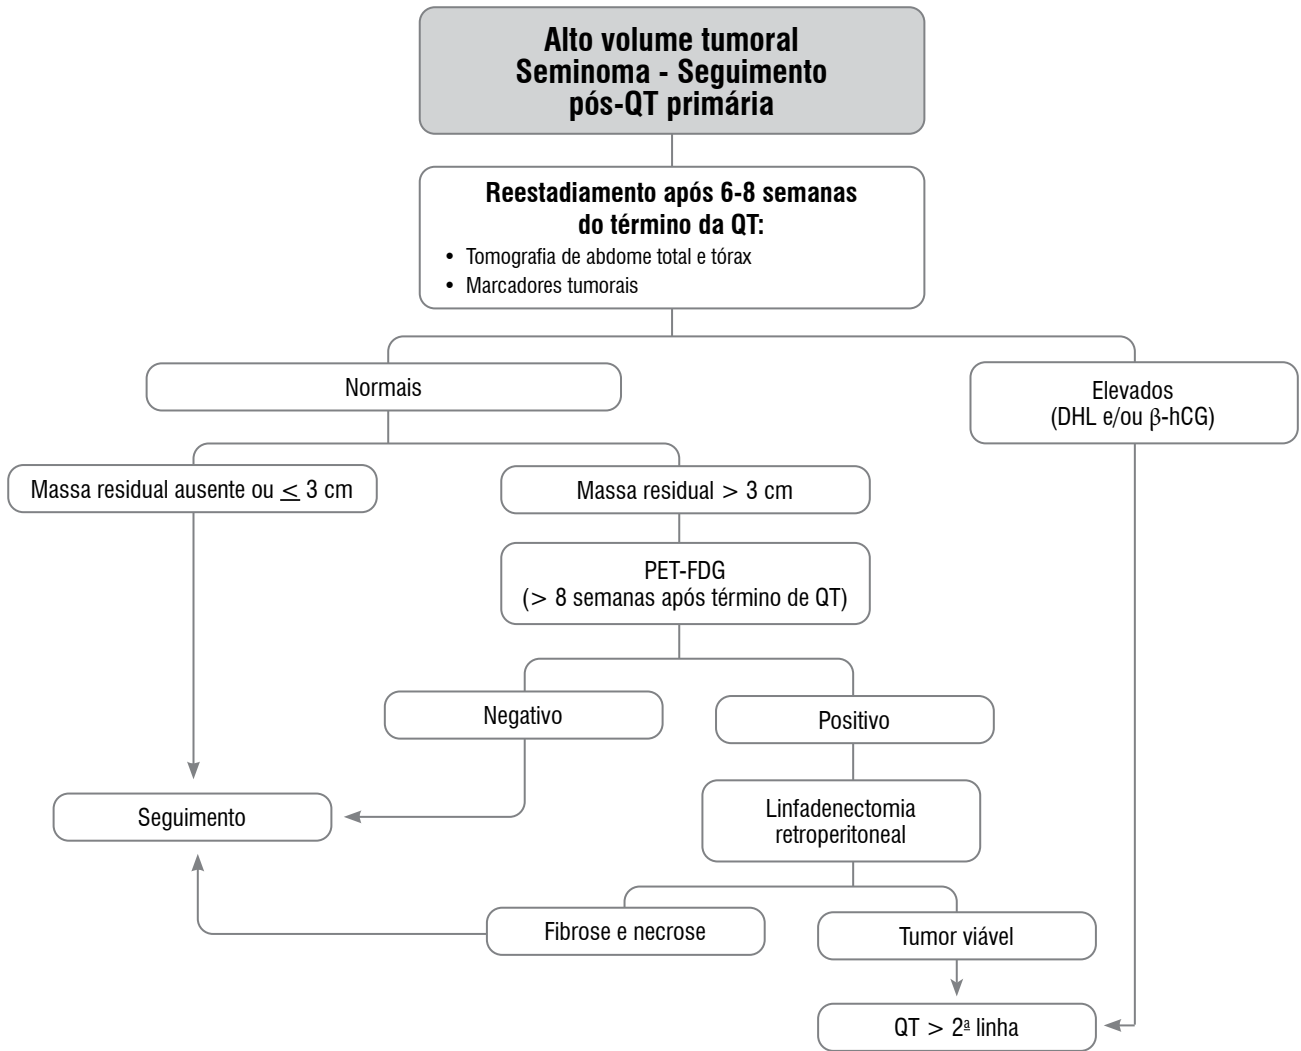 Alto volume tumoral
Seminoma - Seguimento
pós-QT primária
Reestadiamento após 6-8 semanas
do término da QT:
• Tomografia de abdome total e tórax
• Marcadores tumorais
Normais
Elevados
(DHL e/ou β-hCG)
Massa residual ausente ou ≤ 3 cm
Massa residual > 3 cm
PET-FDG
(> 8 semanas após término de QT)
Negativo
Positivo
Seguimento
Linfadenectomia
retroperitoneal
Fibrose e necrose
Tumor viável
QT > 2ª linha